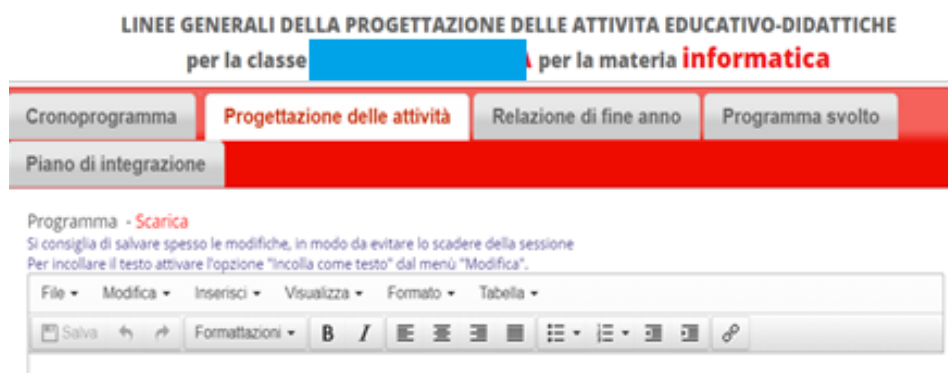 LINEE GENERALI DELLA PROGETTAZIONE DELLE ATTIVITA EDUCATIVO-DIDATTICHE
per la classe per la materia informatica
Cronoprogramma Progettazione delle attività Relazione di fine anno Programma svolto
Piano di integrazione
Programma - Scarica
Si consiglia di salvare spesso le modifiche, in modo da evitare lo scadere della sessione
Per incollare il testo attivare l'opzione "Incolla come testo" dal menù "Modifica".
File Modifica Inserisci Visualizza Formato Tabella
Salva Formattazioni B I